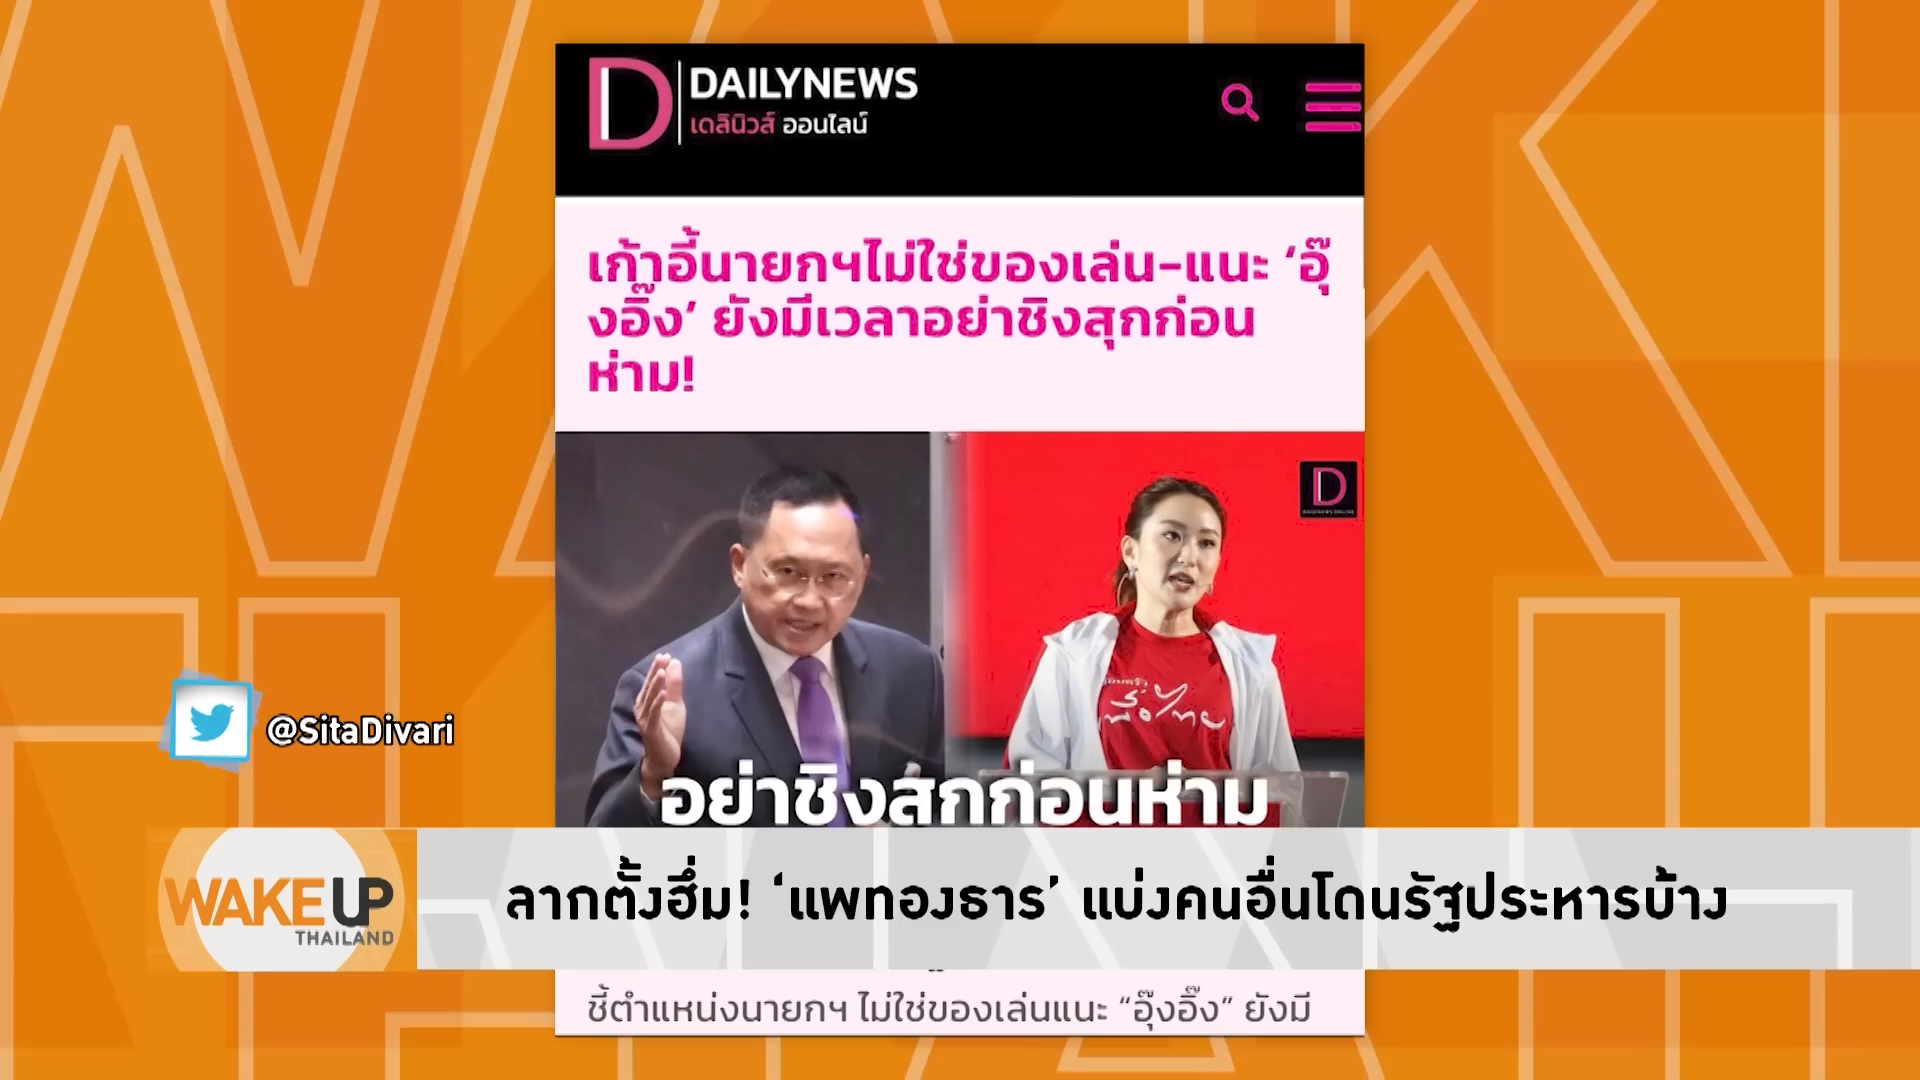 DAILYNEWS
เดลินิวส์ ออนไลน์
เก้าอี้นายกฯไม่ใช่ของเล่น-แนะ ‘อุ๊
งอิ๊ง’ ยังมีเวลาอย่าชิงสุกก่อน
ห่าม!
D
เพื่อไทย
อย่าชิงสุกก่อนห่าม
@SitaDivari
WAKE UP
THAILAND
ลากตั้งฮึ่ม! ‘แพทองธาร’ แบ่งคนอื่นโดนรัฐประหารบ้าง
ชี้ตำแหน่งนายกฯ ไม่ใช่ของเล่นแนะ “อุ๊งอิ๊ง” ยังมี